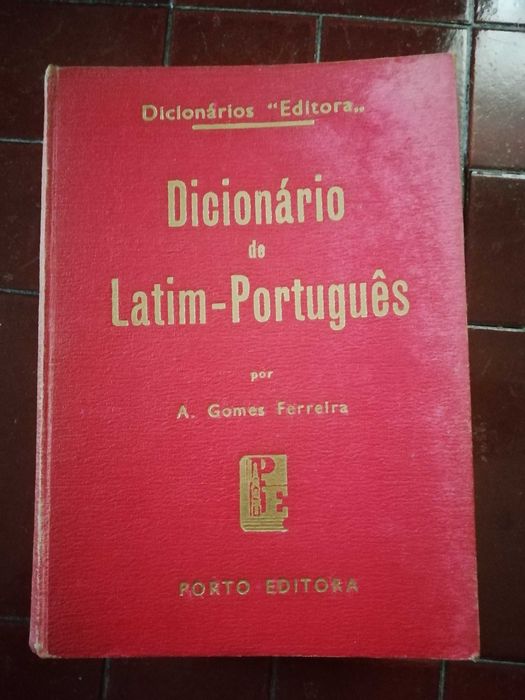 Dicionários “Editora„
Dicionário
de
Latim-Português
por
A. Gomes Ferreira
PE
PORTO EDITORA